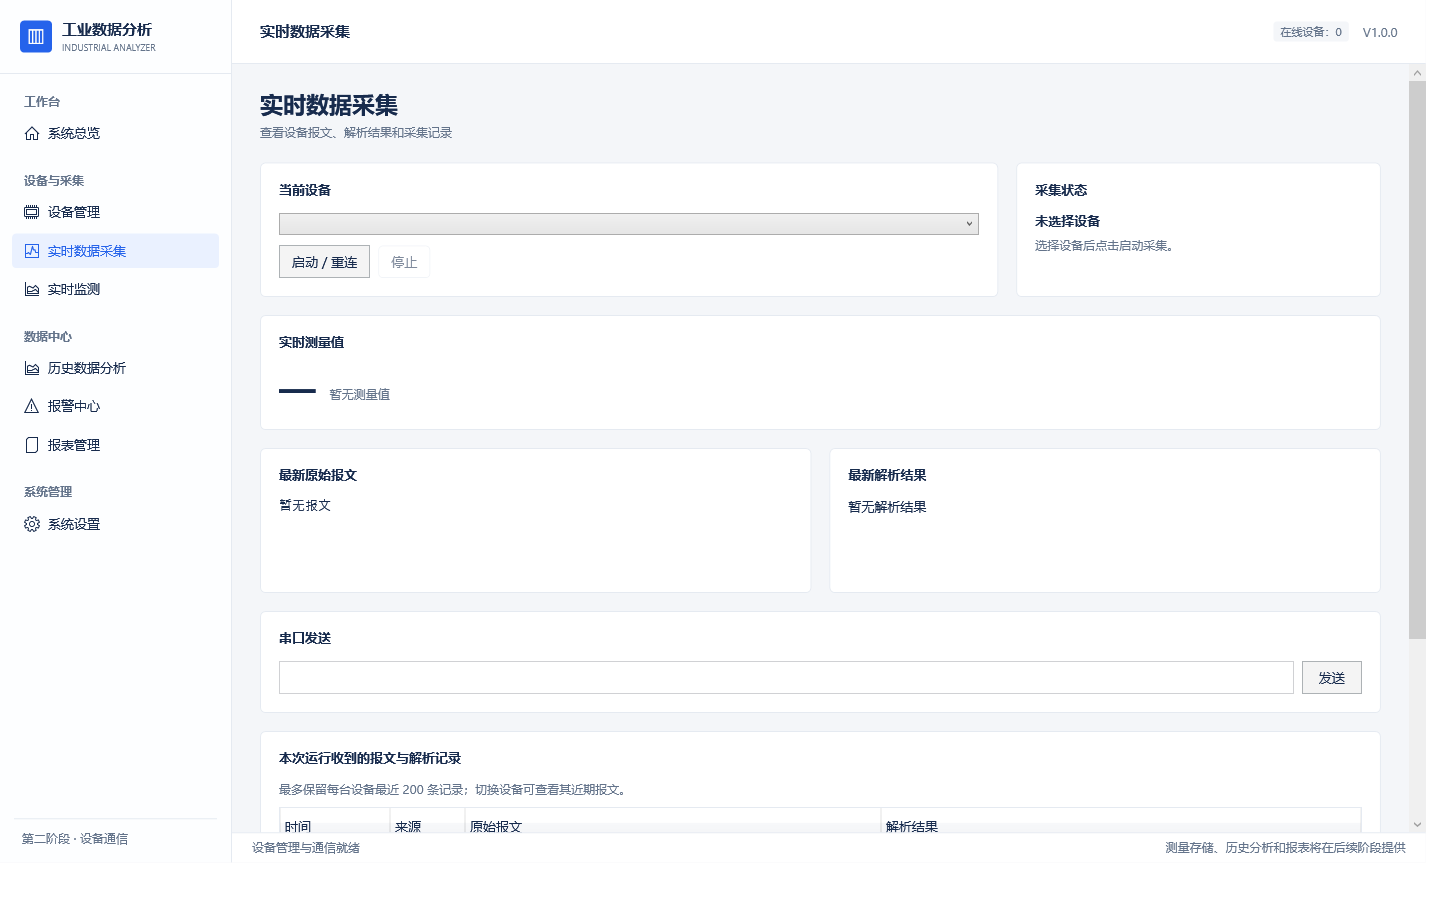 工业数据分析
INDUSTRIAL ANALYZER
工作台
系统总览
设备与采集
设备管理
实时数据采集
实时监测
数据中心
历史数据分析
报警中心
报表管理
系统管理
系统设置
第二阶段 · 设备通信
实时数据采集
在线设备：0
V1.0.0
实时数据采集
查看设备报文、解析结果和采集记录
当前设备
启动 / 重连
停止
采集状态
未选择设备
选择设备后点击启动采集。
实时测量值
— 暂无测量值
最新原始报文
暂无报文
最新解析结果
暂无解析结果
串口发送
发送
本次运行收到的报文与解析记录
最多保留每台设备最近 200 条记录；切换设备可查看其近期报文。
时间 来源 原始报文 解析结果
设备管理与通信就绪
测量存储、历史分析和报表将在后续阶段提供